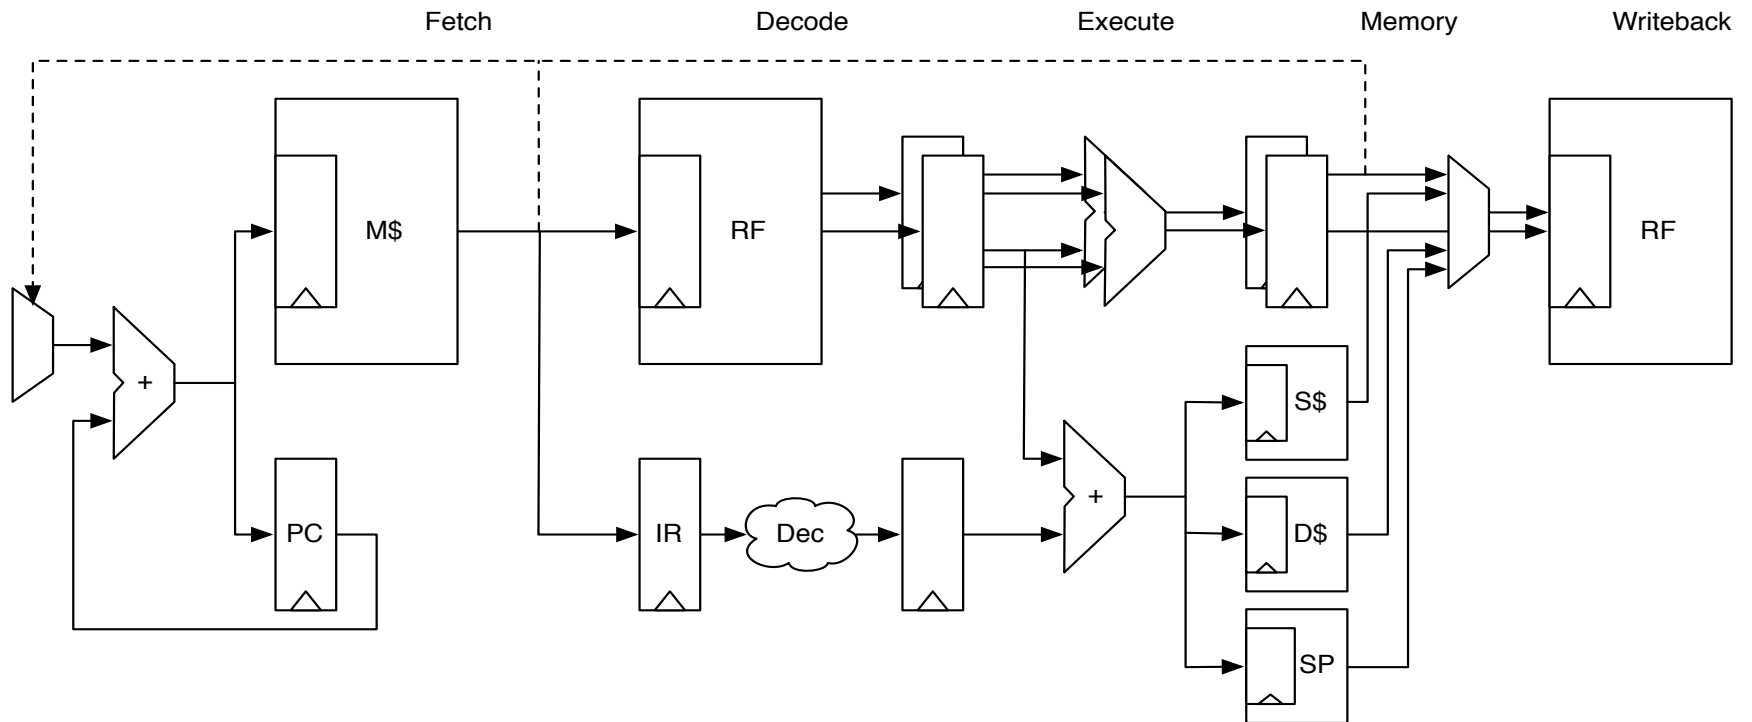 Fetch Decode Execute Memory Writeback
M$ RF RF
+
S$
+
PC IR Dec D$
SP